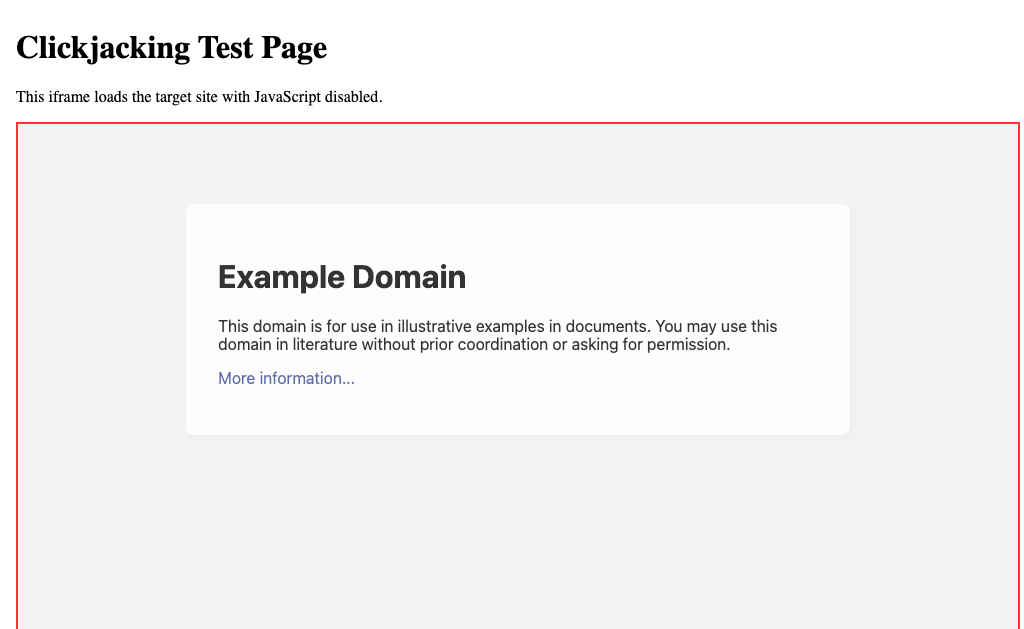 Clickjacking Test Page
This iframe loads the target site with JavaScript disabled.
Example Domain
This domain is for use in illustrative examples in documents. You may use this
domain in literature without prior coordination or asking for permission.
More information...